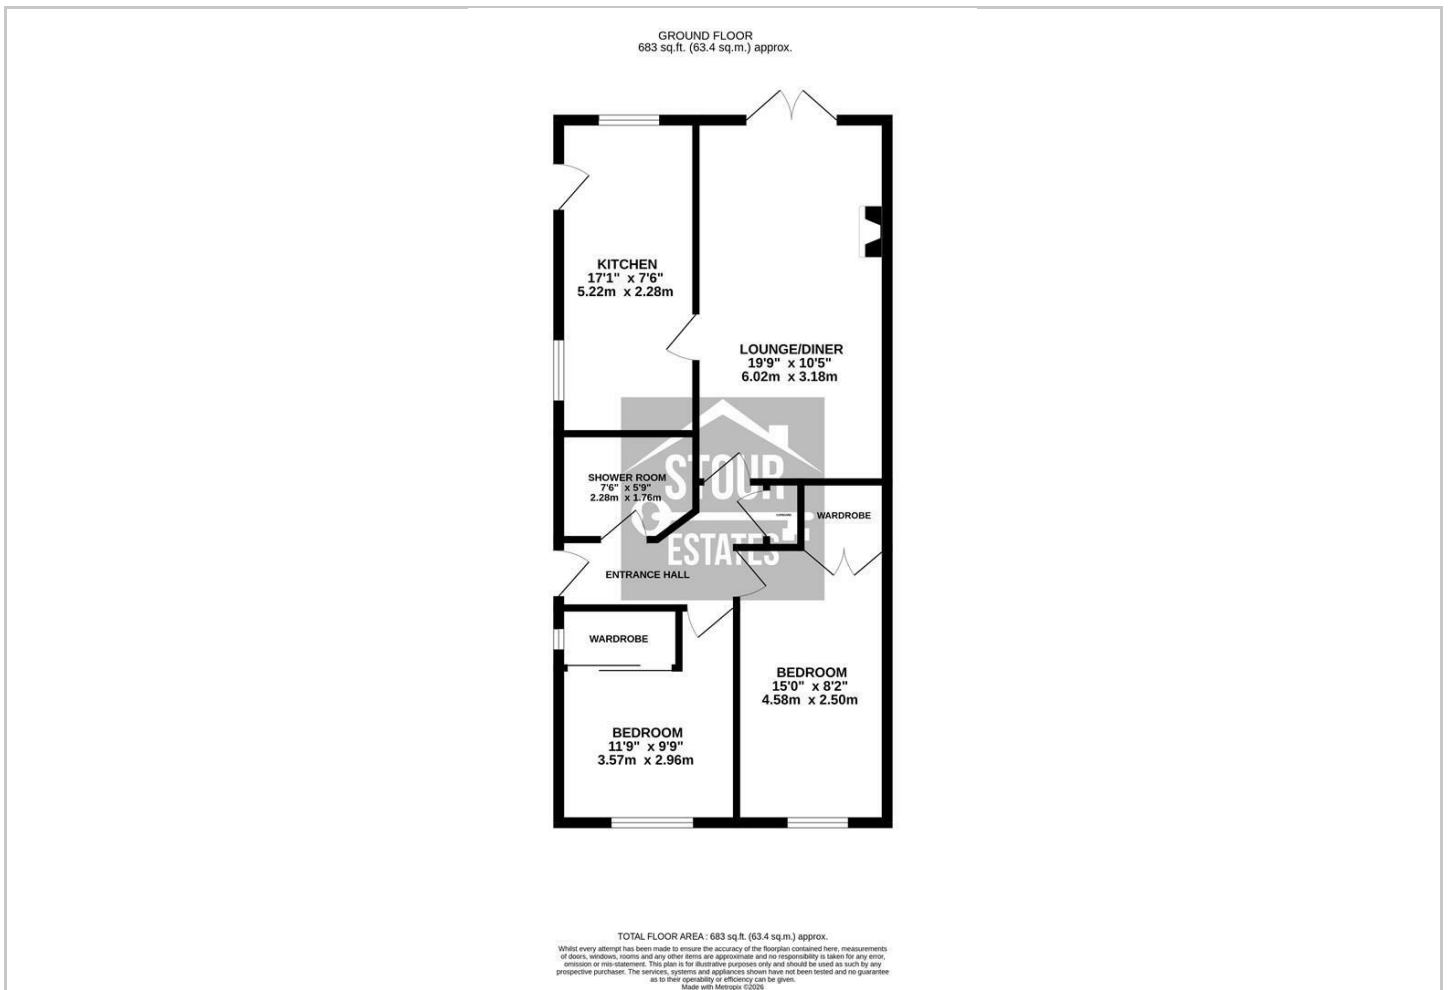 GROUND FLOOR
683 sq.ft. (63.4 sq.m.) approx.
KITCHEN
17'1" x 7'6"
5.22m x 2.28m
LOUNGE/DINER
19'9" x 10'5"
6.02m x 3.18m
STOUR
ESTATES
SHOWER ROOM
7'6" x 5'9"
2.28m x 1.76m
CUPBOARD
WARDROBE
ENTRANCE HALL
WARDROBE
BEDROOM
15'0" x 8'2"
4.58m x 2.50m
BEDROOM
11'9" x 9'9"
3.57m x 2.96m
TOTAL FLOOR AREA : 683 sq.ft. (63.4 sq.m.) approx.
Whilst every attempt has been made to ensure the accuracy of the floorplan contained here, measurements
of doors, windows, rooms and any other items are approximate and no responsibility is taken for any error,
omission or mis-statement. This plan is for illustrative purposes only and should be used as such by any
prospective purchaser. The services, systems and appliances shown have not been tested and no guarantee
as to their operability or efficiency can be given.
Made with Metropix ©2026